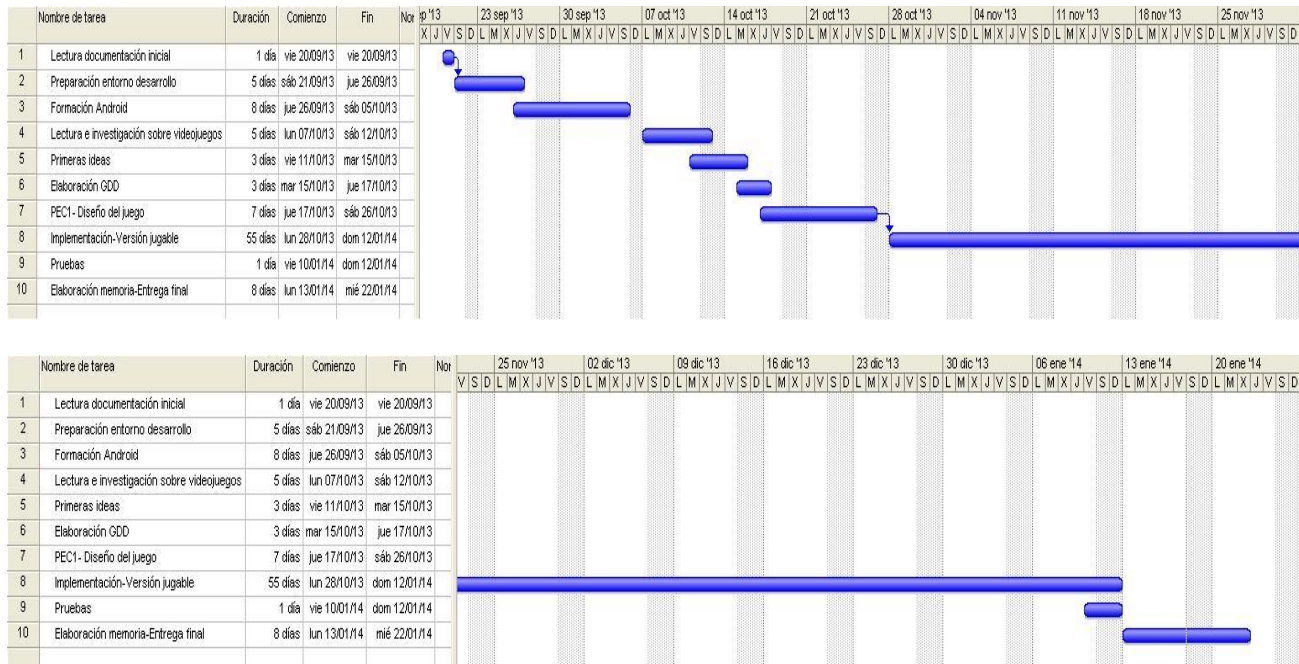 Nombre de tarea Duración Comienzo Fin Nor p '13 23 sep '13 30 sep '13 07 oct '13 14 oct '13 21 oct '13 28 oct '13 04 nov '13 11 nov '13 18 nov '13 25 nov '13
X J V S D L M X J V S D L M X J V S D L M X J V S D L M X J V S D L M X J V S D L M X J V S D L M X J V S D L M X J V S D L M X J V S D L M X J V S D
1 Lectura documentación inicial 1 día vie 20/09/13 vie 20/09/13
2 Preparación entorno desarrollo 5 días sáb 21/09/13 jue 26/09/13
3 Formación Android 8 días jue 26/09/13 sáb 05/10/13
4 Lectura e investigación sobre videojuegos 5 días lun 07/10/13 sáb 12/10/13
5 Primeras ideas 3 días vie 11/10/13 mar 15/10/13
6 Elaboración GDD 3 días mar 15/10/13 jue 17/10/13
7 PEC1- Diseño del juego 7 días jue 17/10/13 sáb 26/10/13
8 Implementación-Versión jugable 55 días lun 28/10/13 dom 12/01/14
9 Pruebas 1 día vie 10/01/14 dom 12/01/14
10 Elaboración memoria-Entrega final 8 días lun 13/01/14 mié 22/01/14
Nombre de tarea Duración Comienzo Fin Nor 25 nov '13 02 dic '13 09 dic '13 16 dic '13 23 dic '13 30 dic '13 06 ene '14 13 ene '14 20 ene '14
V S D L M X J V S D L M X J V S D L M X J V S D L M X J V S D L M X J V S D L M X J V S D L M X J V S D L M X J V S D L M X J V S D
1 Lectura documentación inicial 1 día vie 20/09/13 vie 20/09/13
2 Preparación entorno desarrollo 5 días sáb 21/09/13 jue 26/09/13
3 Formación Android 8 días jue 26/09/13 sáb 05/10/13
4 Lectura e investigación sobre videojuegos 5 días lun 07/10/13 sáb 12/10/13
5 Primeras ideas 3 días vie 11/10/13 mar 15/10/13
6 Elaboración GDD 3 días mar 15/10/13 jue 17/10/13
7 PEC1- Diseño del juego 7 días jue 17/10/13 sáb 26/10/13
8 Implementación-Versión jugable 55 días lun 28/10/13 dom 12/01/14
9 Pruebas 1 día vie 10/01/14 dom 12/01/14
10 Elaboración memoria-Entrega final 8 días lun 13/01/14 mié 22/01/14